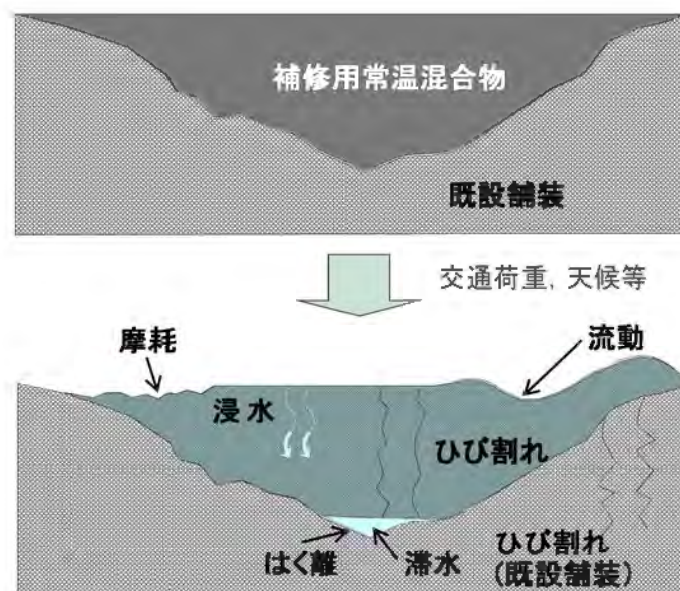 補修用常温混合物
既設舗装
交通荷重, 天候等
摩耗
流動
浸水
ひび割れ
はく離
滞水
ひび割れ
(既設舗装)